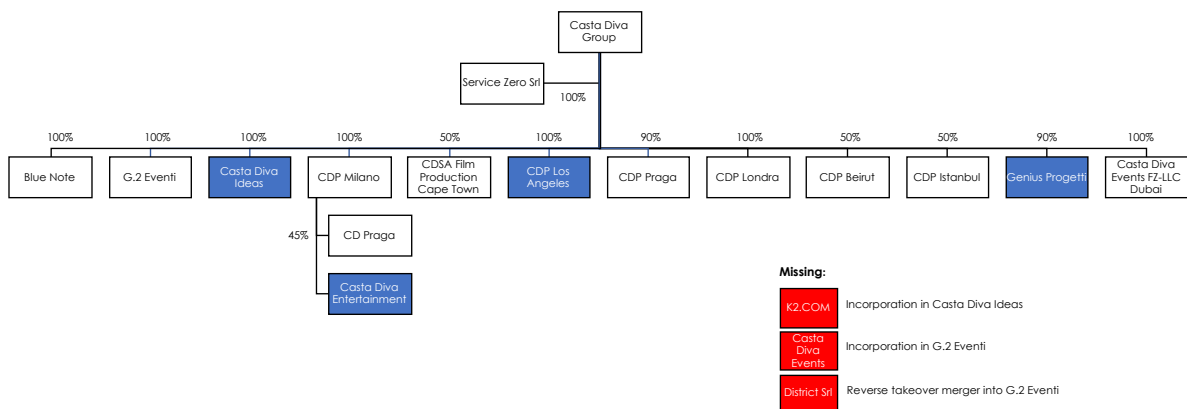 Casta Diva
Group
Service Zero Srl
100%
100%
100%
100%
100%
50%
100%
90%
100%
50%
50%
90%
100%
Blue Note
G.2 Eventi
Casta Diva
Ideas
CDP Milano
CDSA Film
Production
Cape Town
CDP Los
Angeles
CDP Praga
CDP Londra
CDP Beirut
CDP Istanbul
Genius Progetti
Casta Diva
Events FZ-LLC
Dubai
45%
CD Praga
Casta Diva
Entertainment
Missing:
K2.COM
Incorporation in Casta Diva Ideas
Casta
Diva
Events
Incorporation in G.2 Eventi
District Srl
Reverse takeover merger into G.2 Eventi